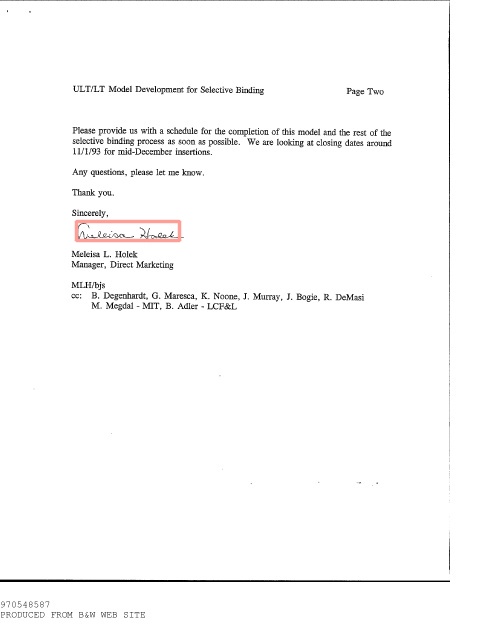 ULT/LT Model Development for Selective Binding Page Two
Please provide us with a schedule for the completion of this model and the rest of the
selective binding process as soon as possible. We are looking at closing dates around
11/1/93 for mid-December insertions.
Any questions, please let me know.
Thank you.
Sincerely,
Meleisa Holek
Meleisa L. Holek
Manager, Direct Marketing
MLH/bjs
cc: B. Degenhardt, G. Maresca, K. Noone, J. Murray, J. Bogie, R. DeMasi
M. Megdal - MIT, B. Adler - LCF&L
970548587
PRODUCED FROM B&W WEB SITE